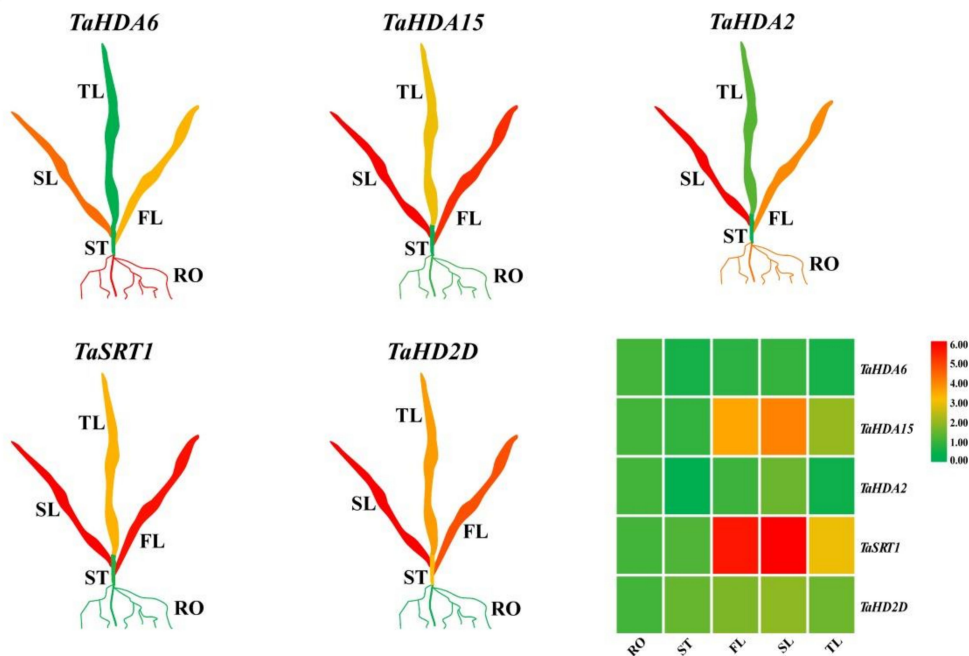 TaHDA6
TL
SL
FL
ST
RO
TaHDA15
TL
SL
FL
ST
RO
TaHDA2
TL
SL
FL
ST
RO
TaSRT1
TL
SL
FL
ST
RO
TaHD2D
TL
SL
FL
ST
RO
6.00
5.00
4.00
3.00
2.00
1.00
0.00
TaHDA6
TaHDA15
TaHDA2
TaSRT1
TaHD2D
RO ST FL SL TL